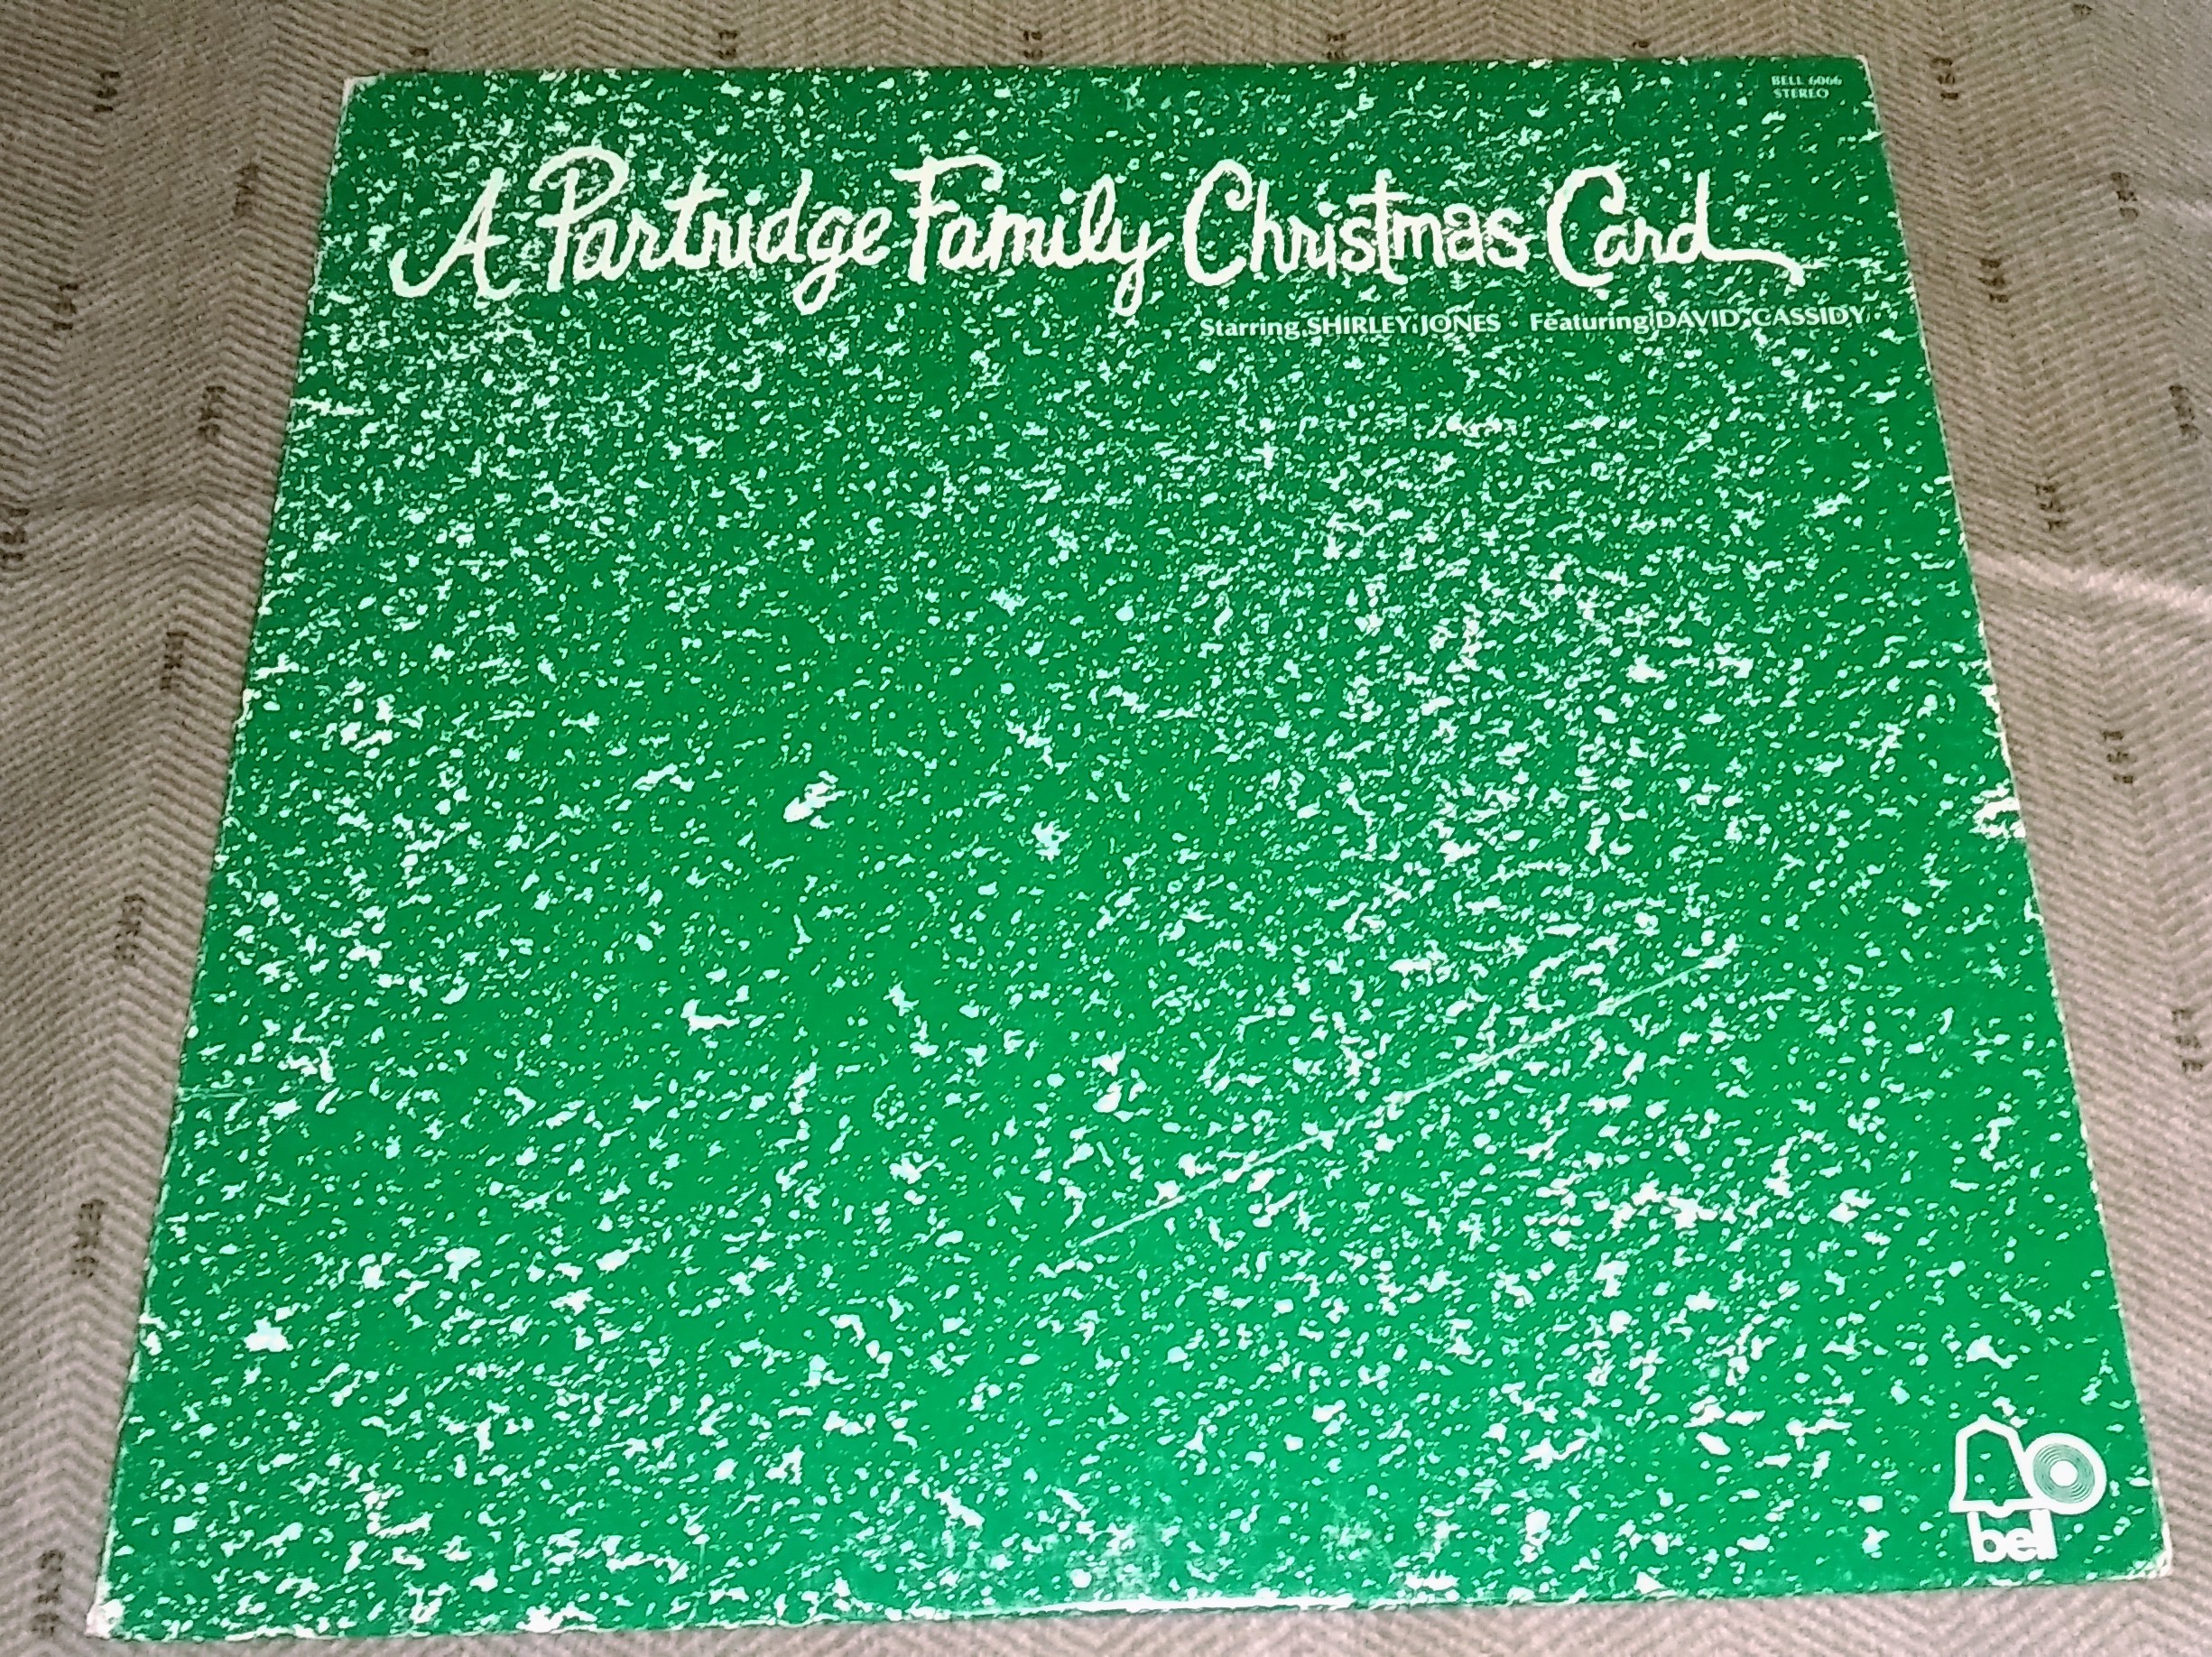 BELL 6066
STEREO
A Partridge Family Christmas Card
Starring SHIRLEY JONES · Featuring DAVID CASSIDY
bell